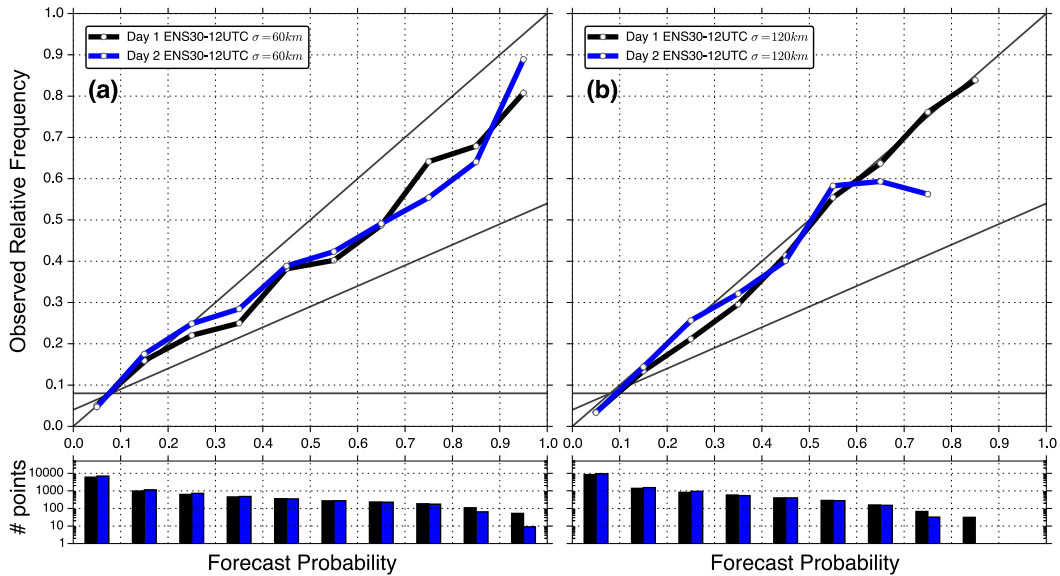 Day 1 ENS30-12UTC σ=60km
Day 2 ENS30-12UTC σ=60km
(a)
Day 1 ENS30-12UTC σ=120km
Day 2 ENS30-12UTC σ=120km
(b)
Observed Relative Frequency
1.0
0.9
0.8
0.7
0.6
0.5
0.4
0.3
0.2
0.1
0.0
0.0 0.1 0.2 0.3 0.4 0.5 0.6 0.7 0.8 0.9 1.0
0.0 0.1 0.2 0.3 0.4 0.5 0.6 0.7 0.8 0.9 1.0
# points
10000
1000
100
10
1
Forecast Probability
Forecast Probability